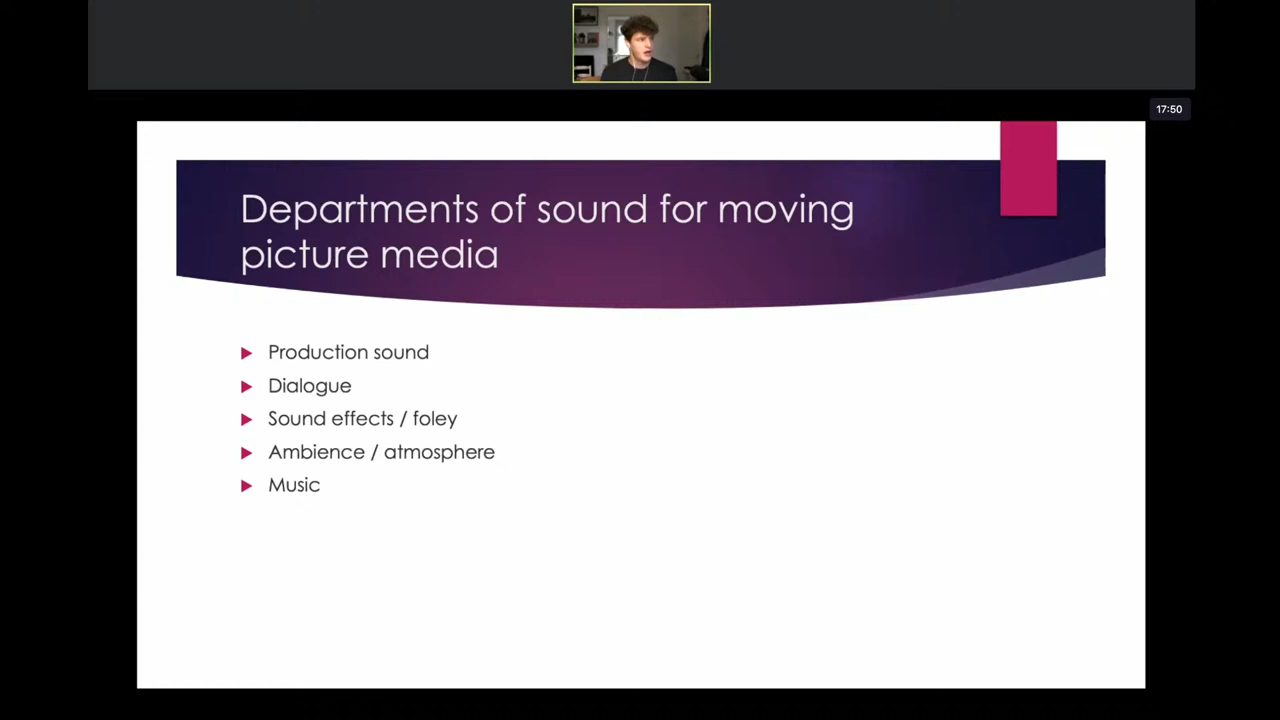 17:50
Departments of sound for moving
picture media
Production sound
Dialogue
Sound effects / foley
Ambience / atmosphere
Music